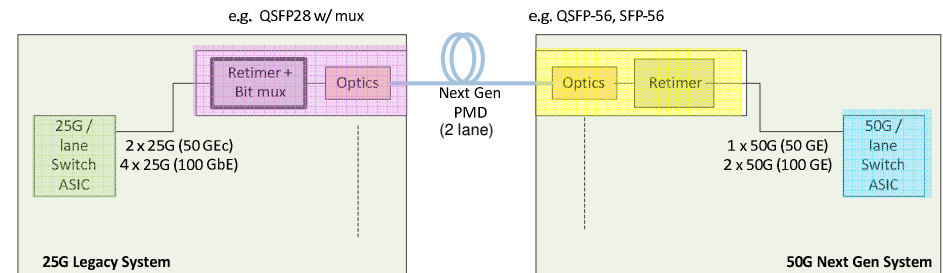 e.g.  QSFP28 w/ mux
e.g. QSFP-56, SFP-56
Retimer +
Bit mux
Optics
Next Gen
PMD
(2 lane)
Optics
Retimer
25G /
lane
Switch
ASIC
2 x 25G (50 GEc)
4 x 25G (100 GbE)
1 x 50G (50 GE)
2 x 50G (100 GE)
50G /
lane
Switch
ASIC
25G Legacy System
50G Next Gen System